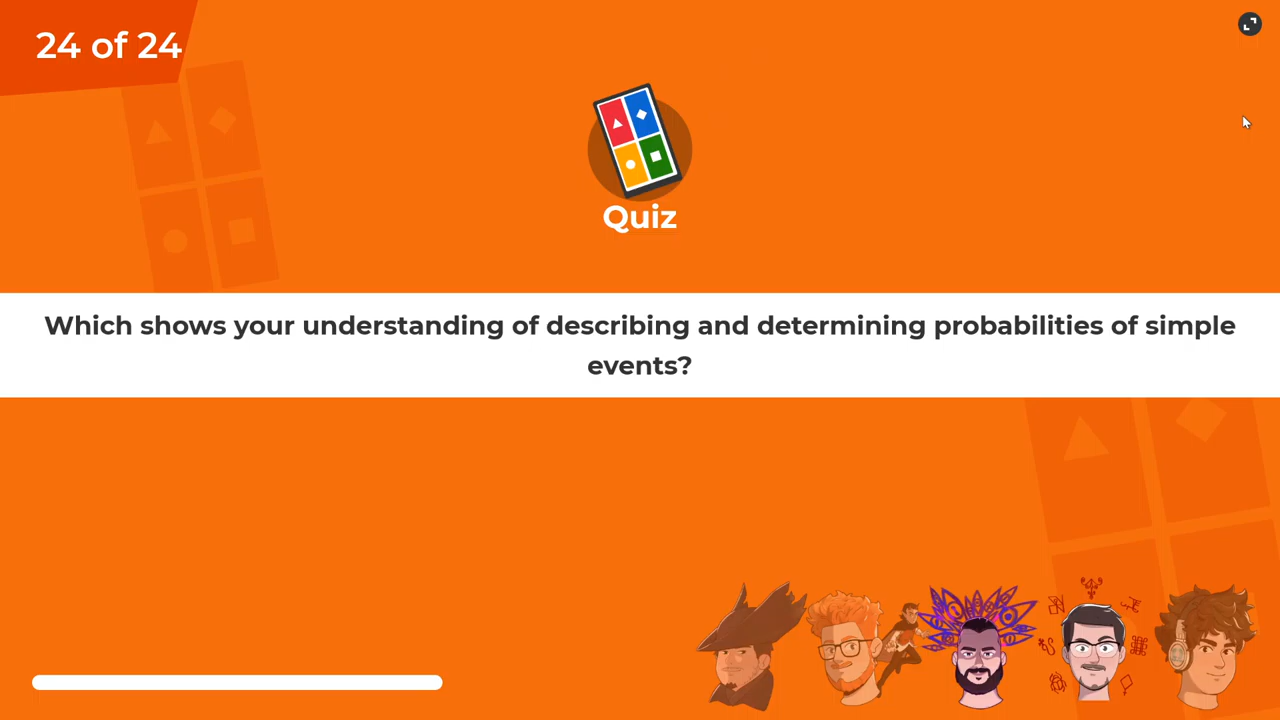 24 of 24
Quiz
Which shows your understanding of describing and determining probabilities of simple
events?